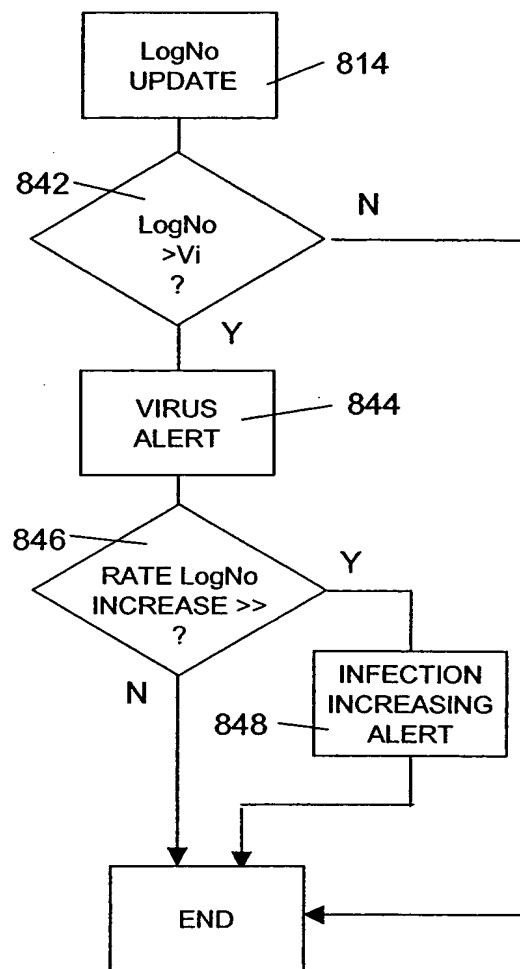 LogNo
UPDATE
814
842
LogNo
>Vi
?
N
Y
VIRUS
ALERT
844
846
RATE LogNo
INCREASE >>
?
Y
N
INFECTION
INCREASING
ALERT
848
END